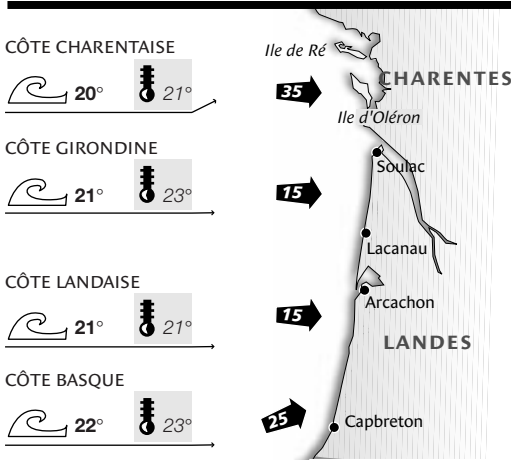 CÔTE CHARENTAISE
20° 21°
35
CÔTE GIRONDINE
21° 23°
15
CÔTE LANDAISE
21° 21°
15
CÔTE BASQUE
22° 23°
25
Ile de Ré
CHARENTES
Ile d'Oléron
Soulac
Lacanau
Arcachon
LANDES
Capbreton